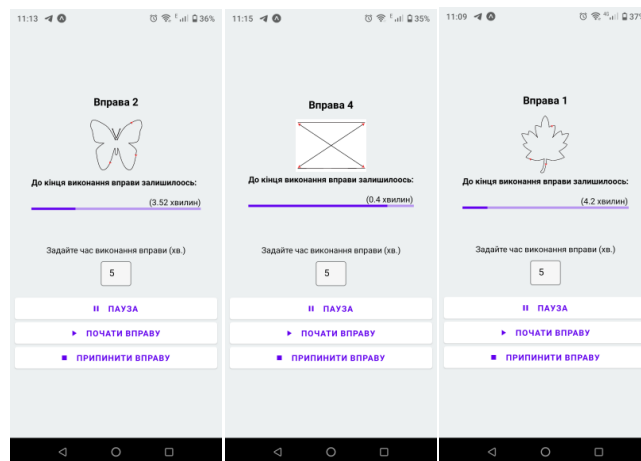 11:13
36%
Вправа 2
До кінця виконання вправи залишилоось:
(3.52 хвилин)
Задайте час виконання вправи (хв.)
5
ПАУЗА
ПОЧАТИ ВПРАВУ
ПРИПИНИТИ ВПРАВУ
11:15
35%
Вправа 4
До кінця виконання вправи залишилоось:
(0.4 хвилин)
Задайте час виконання вправи (хв.)
5
ПАУЗА
ПОЧАТИ ВПРАВУ
ПРИПИНИТИ ВПРАВУ
11:09
37%
Вправа 1
До кінця виконання вправи залишилоось:
(4.2 хвилин)
Задайте час виконання вправи (хв.)
5
ПАУЗА
ПОЧАТИ ВПРАВУ
ПРИПИНИТИ ВПРАВУ